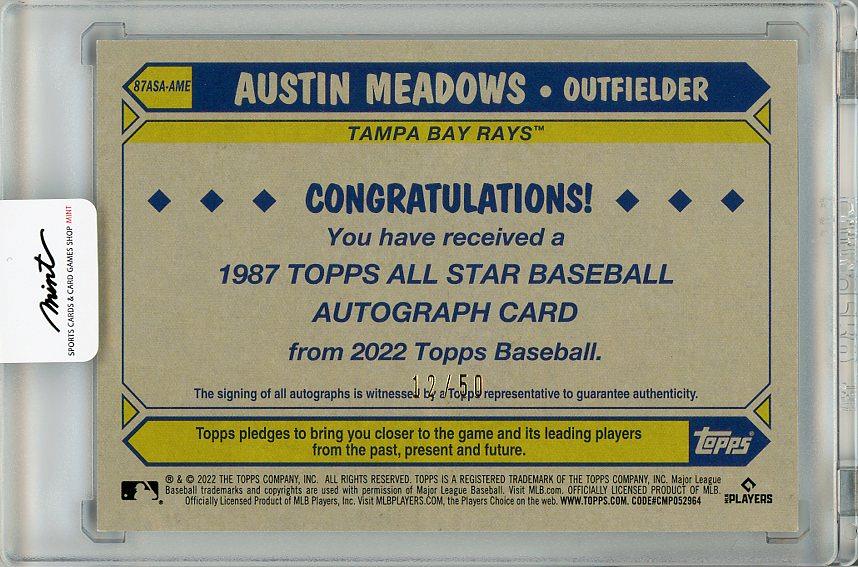 87ASA-AME
AUSTIN MEADOWS • OUTFIELDER
TAMPA BAY RAYS™
CONGRATULATIONS!
You have received a
1987 TOPPS ALL STAR BASEBALL
AUTOGRAPH CARD
from 2022 Topps Baseball.
12/50
The signing of all autographs is witnessed by a Topps representative to guarantee authenticity.
Topps pledges to bring you closer to the game and its leading players
from the past, present and future.
topps®
® & © 2022 THE TOPPS COMPANY, INC. ALL RIGHTS RESERVED. TOPPS IS A REGISTERED TRADEMARK OF THE TOPPS COMPANY, INC. Major League
Baseball trademarks and copyrights are used with permission of Major League Baseball. Visit MLB.com. OFFICIALLY LICENSED PRODUCT OF MLB
Officially Licensed Product of MLB Players, Inc. Visit MLBPLAYERS.COM, the Players Choice on the web. WWW.TOPPS.COM. CODE#CMP052964
MLB PLAYERS
mint
SPORTS CARDS & CARD GAMES SHOP MINT